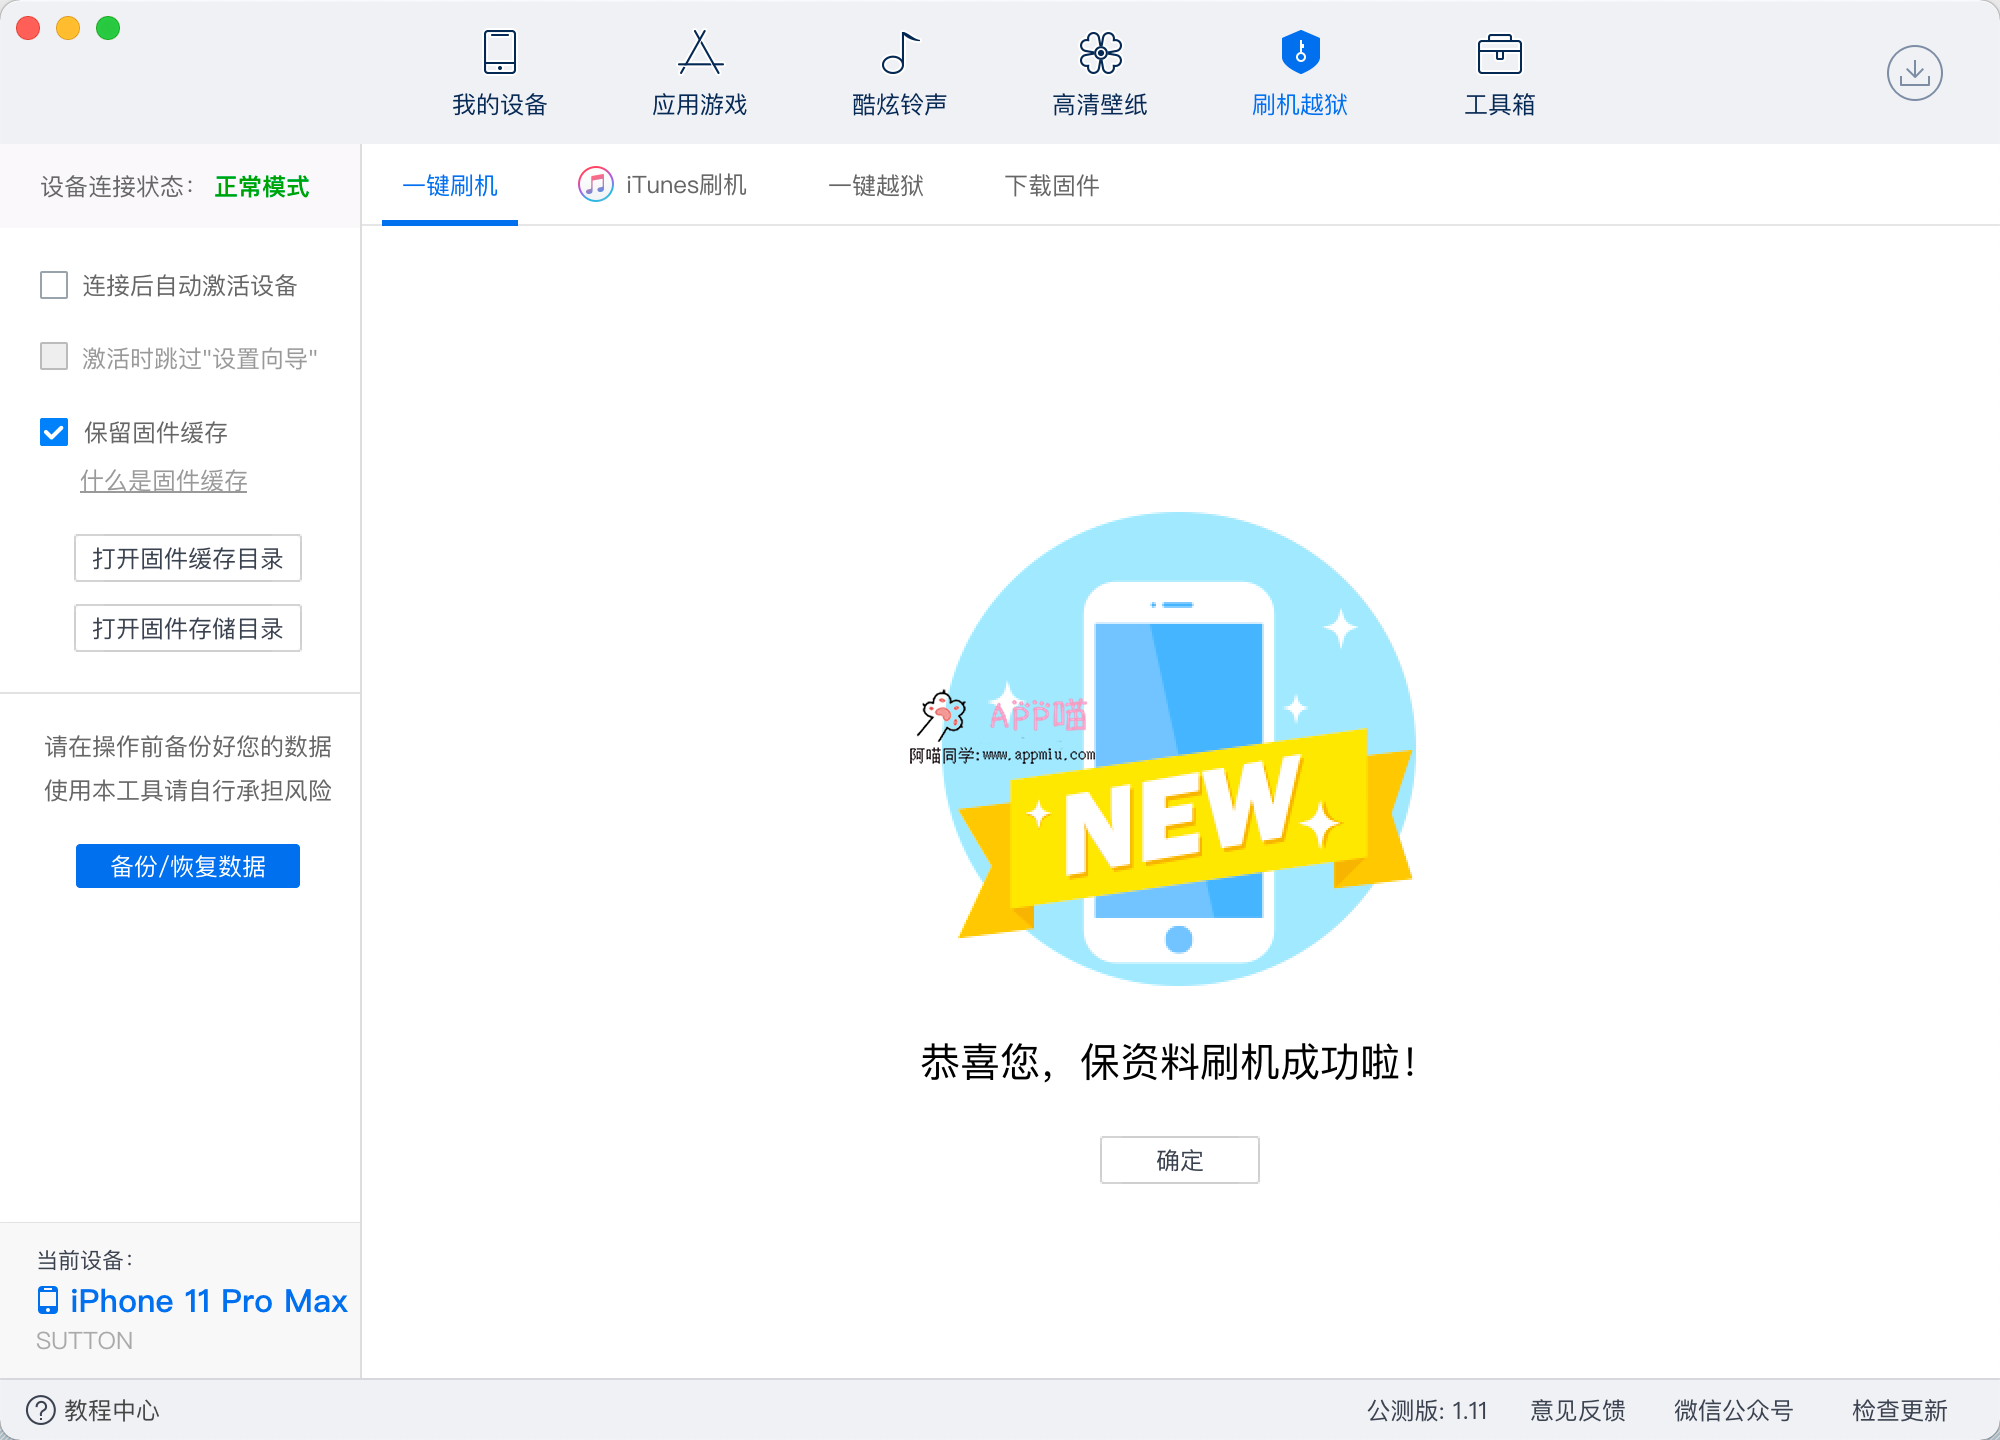 我的设备
应用游戏
酷炫铃声
高清壁纸
刷机越狱
工具箱
设备连接状态： 正常模式
一键刷机
iTunes刷机
一键越狱
下载固件
连接后自动激活设备
激活时跳过"设置向导"
保留固件缓存
什么是固件缓存
打开固件缓存目录
打开固件存储目录
请在操作前备份好您的数据
使用本工具请自行承担风险
备份/恢复数据
APP喵
阿喵同学:www.appmiu.com
NEW
恭喜您，保资料刷机成功啦！
确定
当前设备：
iPhone 11 Pro Max
SUTTON
教程中心
公测版: 1.11
意见反馈
微信公众号
检查更新